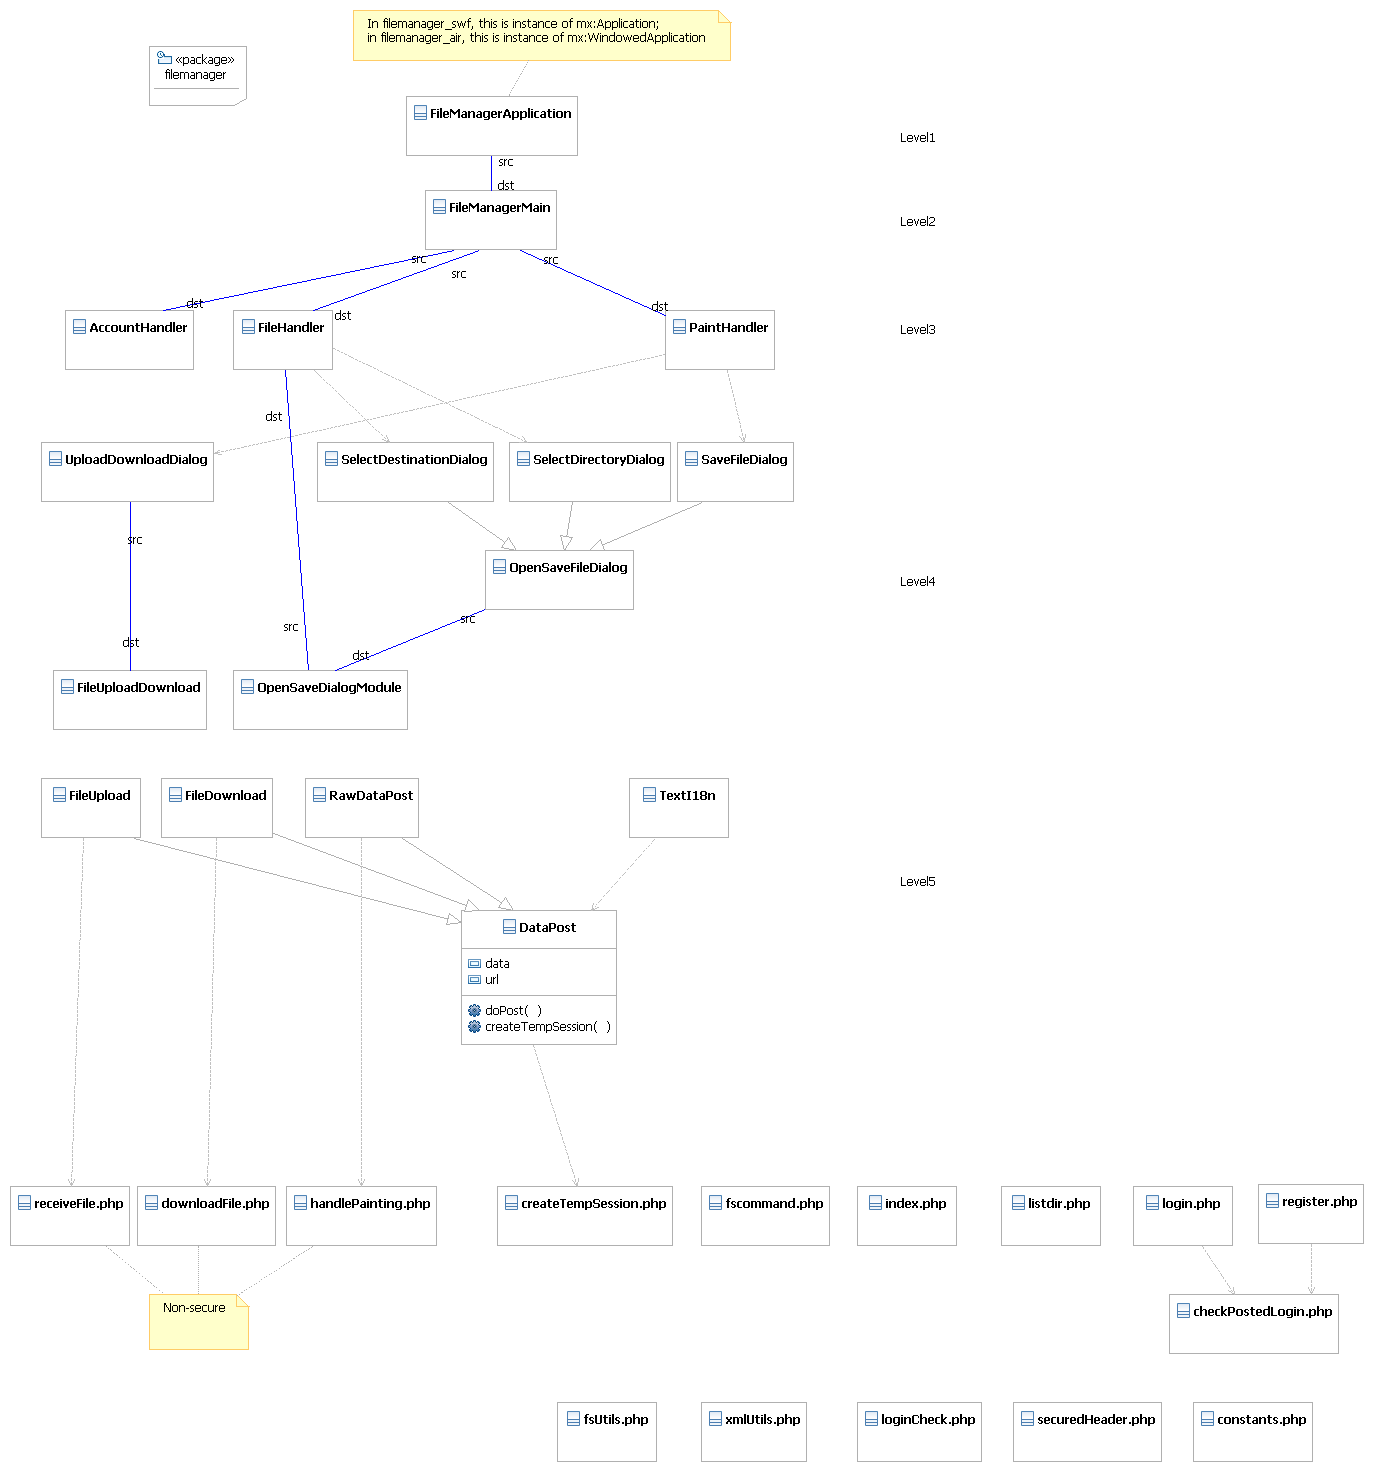 In filemanager_swf, this is instance of mx:Application;
in filemanager_air, this is instance of mx:WindowedApplication
«package»
filemanager
FileManagerApplication
Level1
src
dst
FileManagerMain
Level2
src
src
src
dst
dst
dst
AccountHandler
FileHandler
PaintHandler
Level3
dst
UploadDownloadDialog
SelectDestinationDialog
SelectDirectoryDialog
SaveFileDialog
src
OpenSaveFileDialog
Level4
src
src
dst
dst
FileUploadDownload
OpenSaveDialogModule
FileUpload
FileDownload
RawDataPost
TextI18n
Level5
DataPost
data
url
doPost(  )
createTempSession(  )
receiveFile.php
downloadFile.php
handlePainting.php
createTempSession.php
fscommand.php
index.php
listdir.php
login.php
register.php
Non-secure
checkPostedLogin.php
fsUtils.php
xmlUtils.php
loginCheck.php
securedHeader.php
constants.php